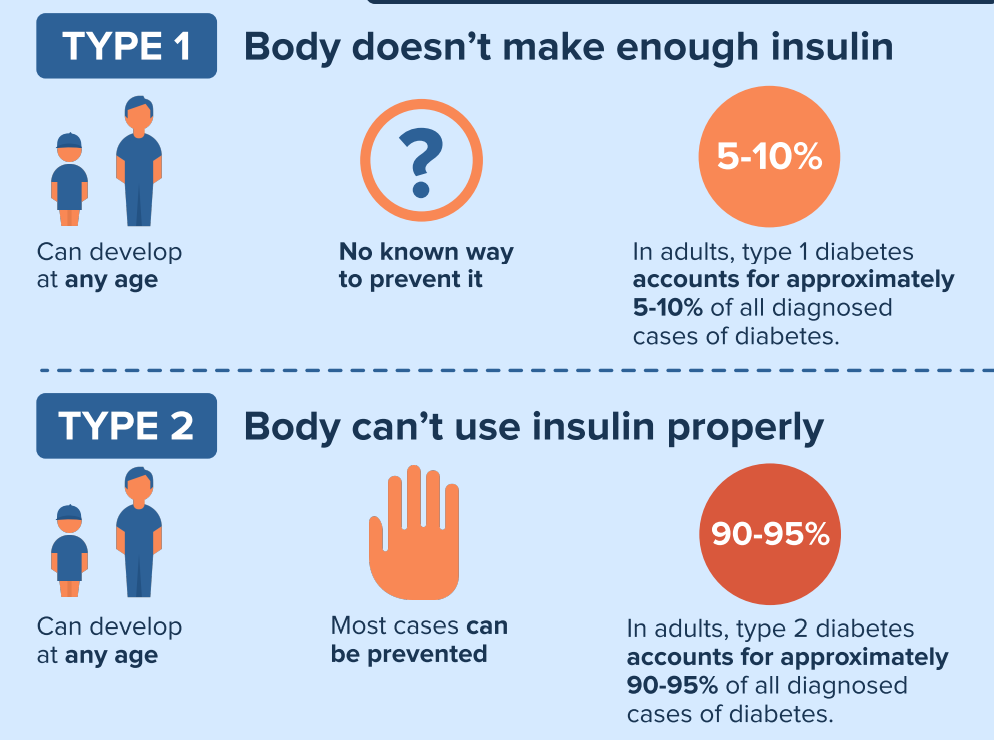 TYPE 1
Body doesn’t make enough insulin
?
5-10%
Can develop
at any age
No known way
to prevent it
In adults, type 1 diabetes
accounts for approximately
5-10% of all diagnosed
cases of diabetes.
TYPE 2
Body can’t use insulin properly
90-95%
Can develop
at any age
Most cases can
be prevented
In adults, type 2 diabetes
accounts for approximately
90-95% of all diagnosed
cases of diabetes.